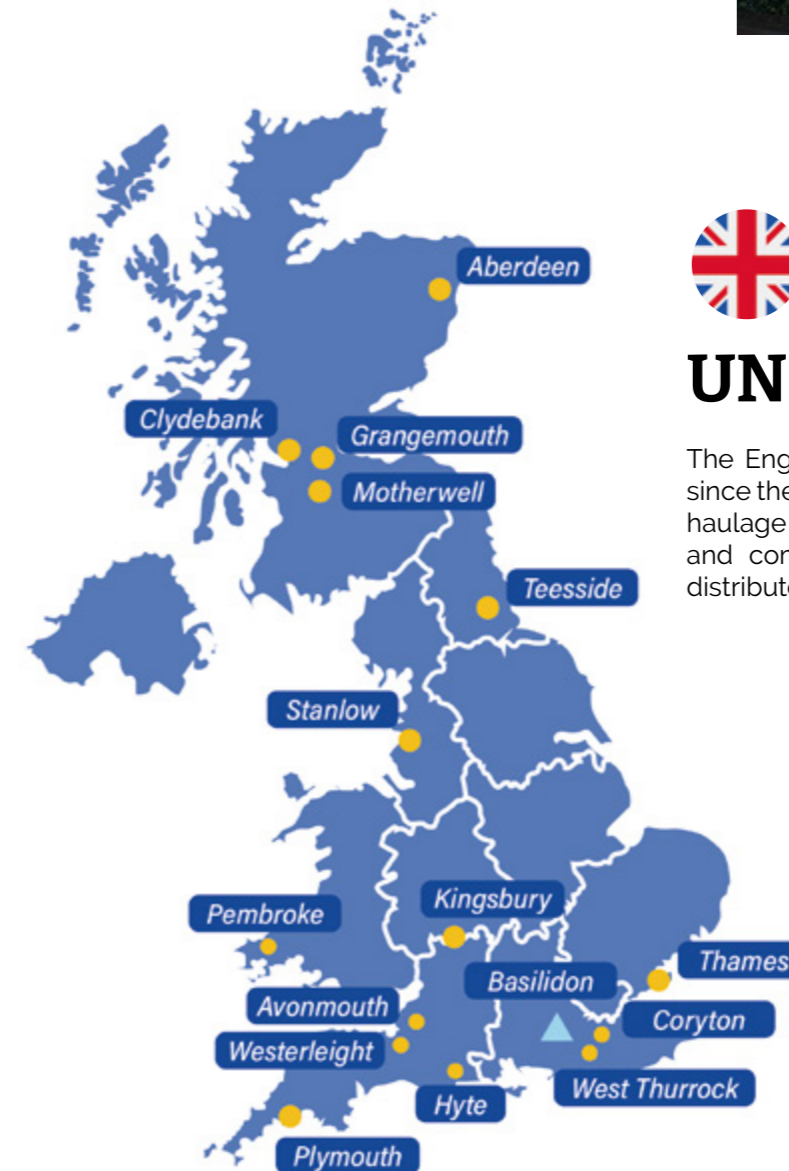 Aberdeen
Clydebank
Grangemouth
Motherwell
Teesside
Stanlow
Pembroke
Kingsbury
Thames
Basilidon
Avonmouth
Coryton
Westerleight
West Thurrock
Hyte
Plymouth
UN
The Eng
since the
haulage
and con
distribute